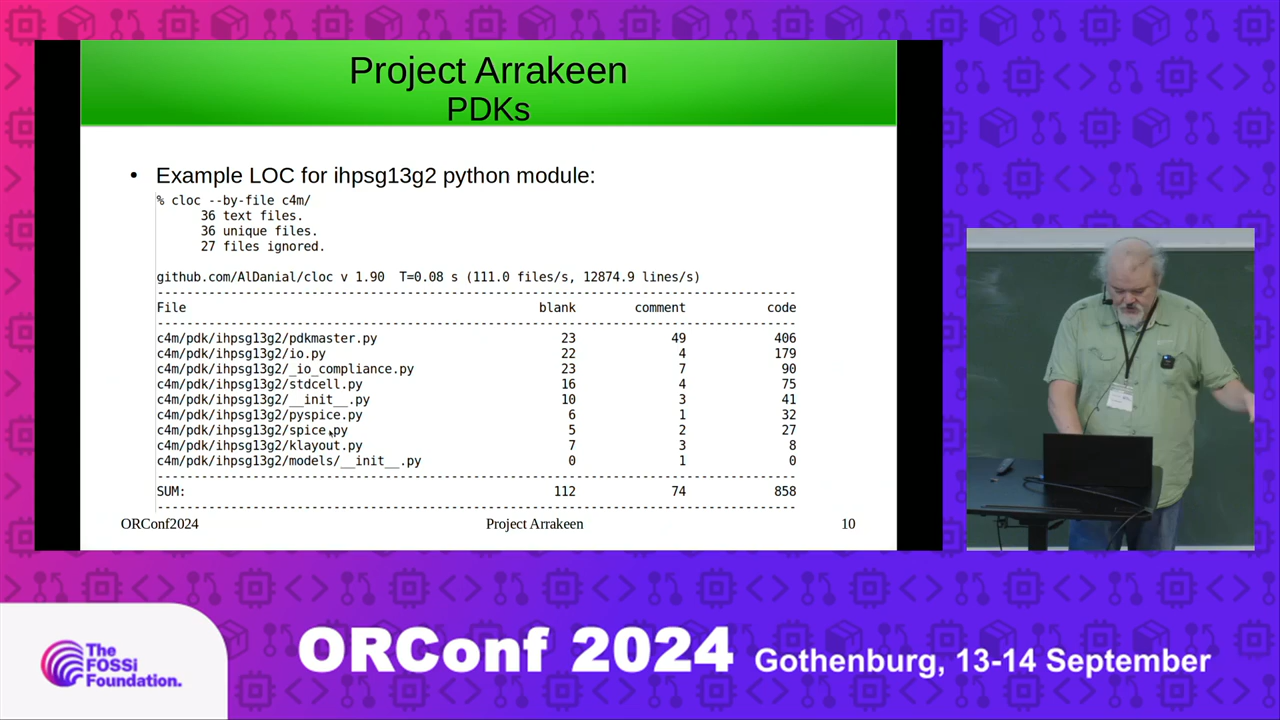 Project Arrakeen
PDKs
• Example LOC for ihpsg13g2 python module:
% cloc --by-file c4m/
36 text files.
36 unique files.
27 files ignored.
github.com/AlDanial/cloc v 1.90 T=0.08 s (111.0 files/s, 12874.9 lines/s)
-------------------------------------------------------------------------------
File blank comment code
-------------------------------------------------------------------------------
c4m/pdk/ihpsg13g2/pdkmaster.py 23 49 406
c4m/pdk/ihpsg13g2/io.py 22 4 179
c4m/pdk/ihpsg13g2/_io_compliance.py 23 7 90
c4m/pdk/ihpsg13g2/stdcell.py 16 4 75
c4m/pdk/ihpsg13g2/__init__.py 10 3 41
c4m/pdk/ihpsg13g2/pyspice.py 6 1 32
c4m/pdk/ihpsg13g2/spice.py 5 2 27
c4m/pdk/ihpsg13g2/klayout.py 7 3 8
c4m/pdk/ihpsg13g2/models/__init__.py 0 1 0
-------------------------------------------------------------------------------
SUM: 112 74 858
-------------------------------------------------------------------------------
ORConf2024 Project Arrakeen 10
The
FOSSi
Foundation.
ORConf 2024 Gothenburg, 13-14 September